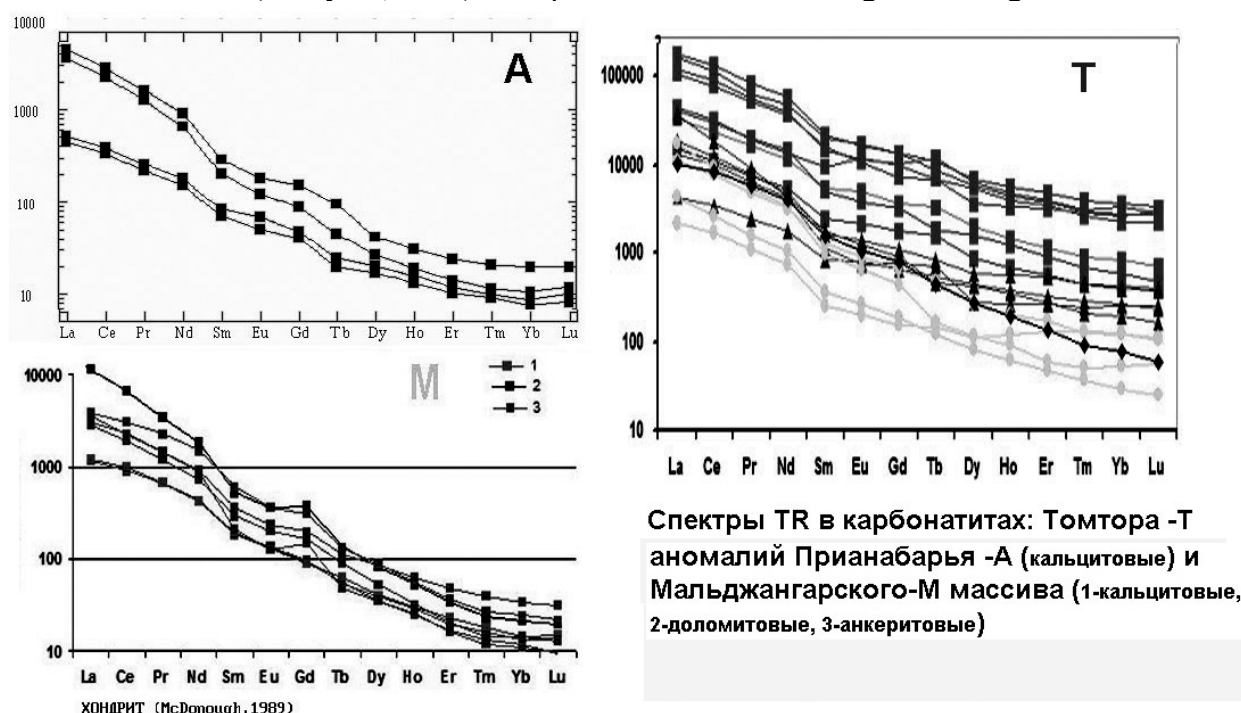 10000
1000
100
10
A
La Ce Pr Nd Sm Eu Gd Tb Dy Ho Er Tm Yb Lu
100000
10000
1000
100
10
T
La Ce Pr Nd Sm Eu Gd Tb Dy Ho Er Tm Yb Lu
10000
1000
100
10
M
1
2
3
La Ce Pr Nd Sm Eu Gd Tb Dy Ho Er Tm Yb Lu
ХОНДРИТ (McDonough.1989)
Спектры TR в карбонатитах: Томтора -Т
аномалий Прианабарья -А (кальцитовые) и
Мальджангарского-М массива (1-кальцитовые,
2-доломитовые, 3-анкеритовые)